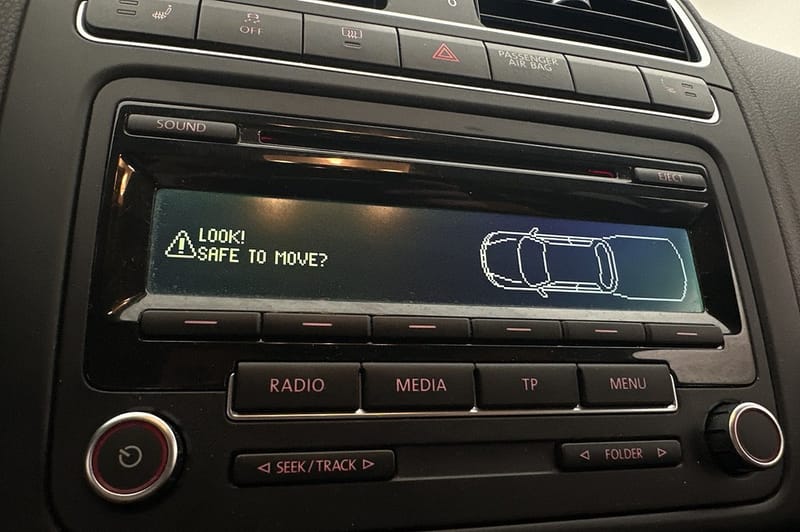 OFF
PASSENGER
AIR BAG
SOUND
EJECT
LOOK!
SAFE TO MOVE?
RADIO
MEDIA
TP
MENU
SEEK/TRACK
FOLDER